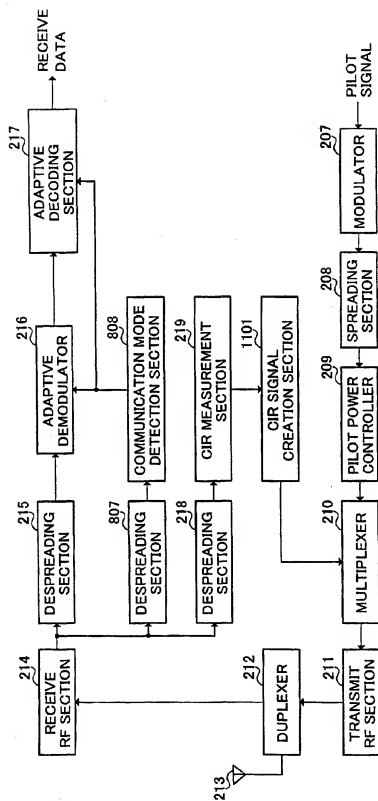 RECEIVE
DATA
217
ADAPTIVE
DECODING
SECTION
216
ADAPTIVE
DEMODULATOR
215
DESPREADING
SECTION
214
RECEIVE
RF SECTION
808
COMMUNICATION MODE
DETECTION SECTION
807
DESPREADING
SECTION
219
CIR MEASUREMENT
SECTION
218
DESPREADING
SECTION
1101
CIR SIGNAL
CREATION SECTION
213
212
DUPLEXER
211
TRANSMIT
RF SECTION
210
MULTIPLEXER
209
PILOT POWER
CONTROLLER
208
SPREADING
SECTION
207
MODULATOR
PILOT
SIGNAL